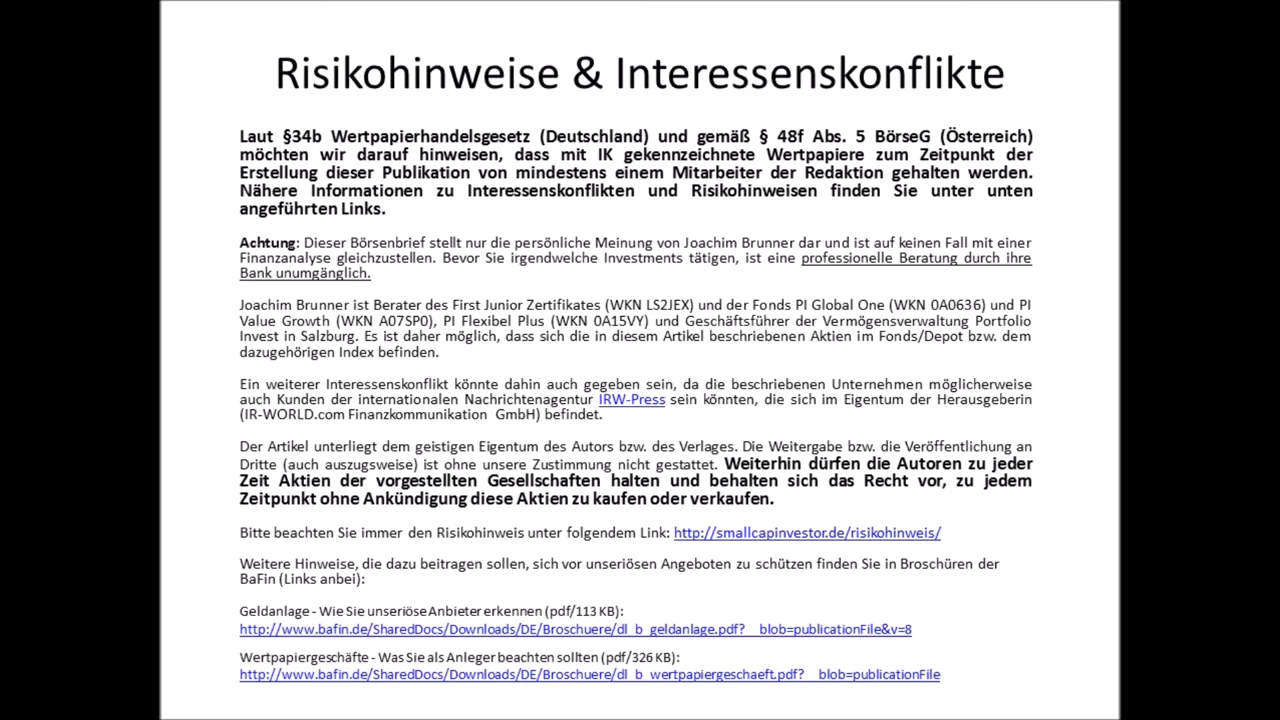 Risikohinweise & Interessenskonflikte
Laut §34b Wertpapierhandelsgesetz (Deutschland) und gemäß § 48f Abs. 5 BörseG (Österreich)
möchten wir darauf hinweisen, dass mit IK gekennzeichnete Wertpapiere zum Zeitpunkt der
Erstellung dieser Publikation von mindestens einem Mitarbeiter der Redaktion gehalten werden.
Nähere Informationen zu Interessenskonflikten und Risikohinweisen finden Sie unter unten
angeführten Links.
Achtung: Dieser Börsenbrief stellt nur die persönliche Meinung von Joachim Brunner dar und ist auf keinen Fall mit einer
Finanzanalyse gleichzustellen. Bevor Sie irgendwelche Investments tätigen, ist eine professionelle Beratung durch ihre
Bank unumgänglich.
Joachim Brunner ist Berater des First Junior Zertifikates (WKN LS2JEX) und der Fonds PI Global One (WKN 0A0636) und PI
Value Growth (WKN A07SP0), PI Flexibel Plus (WKN 0A15VY) und Geschäftsführer der Vermögensverwaltung Portfolio
Invest in Salzburg. Es ist daher möglich, dass sich die in diesem Artikel beschriebenen Aktien im Fonds/Depot bzw. dem
dazugehörigen Index befinden.
Ein weiterer Interessenskonflikt könnte dahin auch gegeben sein, da die beschriebenen Unternehmen möglicherweise
auch Kunden der internationalen Nachrichtenagentur IRW-Press sein könnten, die sich im Eigentum der Herausgeberin
(IR-WORLD.com Finanzkommunikation GmbH) befindet.
Der Artikel unterliegt dem geistigen Eigentum des Autors bzw. des Verlages. Die Weitergabe bzw. die Veröffentlichung an
Dritte (auch auszugsweise) ist ohne unsere Zustimmung nicht gestattet. Weiterhin dürfen die Autoren zu jeder
Zeit Aktien der vorgestellten Gesellschaften halten und behalten sich das Recht vor, zu jedem
Zeitpunkt ohne Ankündigung diese Aktien zu kaufen oder verkaufen.
Bitte beachten Sie immer den Risikohinweis unter folgendem Link: http://smallcapinvestor.de/risikohinweis/
Weitere Hinweise, die dazu beitragen sollen, sich vor unseriösen Angeboten zu schützen finden Sie in Broschüren der
BaFin (Links anbei):
Geldanlage - Wie Sie unseriöse Anbieter erkennen (pdf/113 KB):
http://www.bafin.de/SharedDocs/Downloads/DE/Broschuere/dl_b_geldanlage.pdf?__blob=publicationFile&v=8
Wertpapiergeschäfte - Was Sie als Anleger beachten sollten (pdf/326 KB):
http://www.bafin.de/SharedDocs/Downloads/DE/Broschuere/dl_b_wertpapiergeschaeft.pdf?__blob=publicationFile